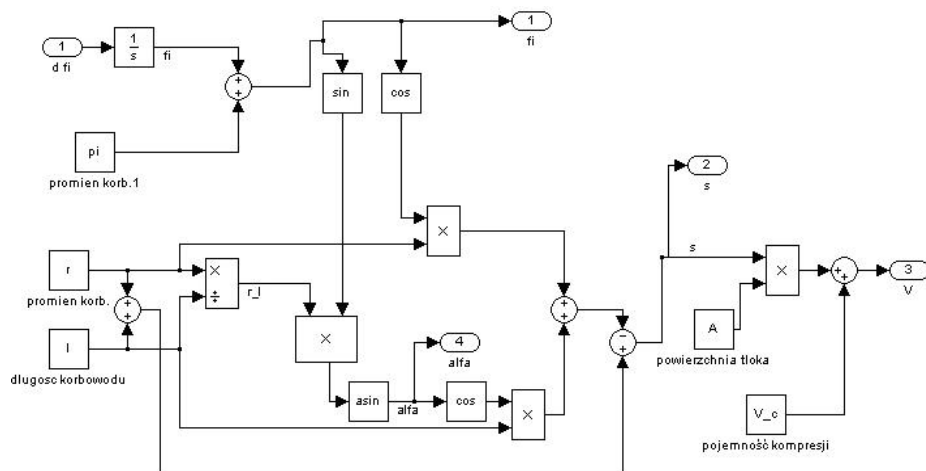 1
fi
1
d fi
1
s
fi
+
+
sin
cos
pi
promien korb.1
2
s
r
promien korb.
×
÷
r_l
×
s
×
+
+
3
V
+
+
+
+
−
+
l
dlugosc korbowodu
×
A
powierzchnia tłoka
4
alfa
asin
alfa
cos
×
V_c
pojemność kompresji